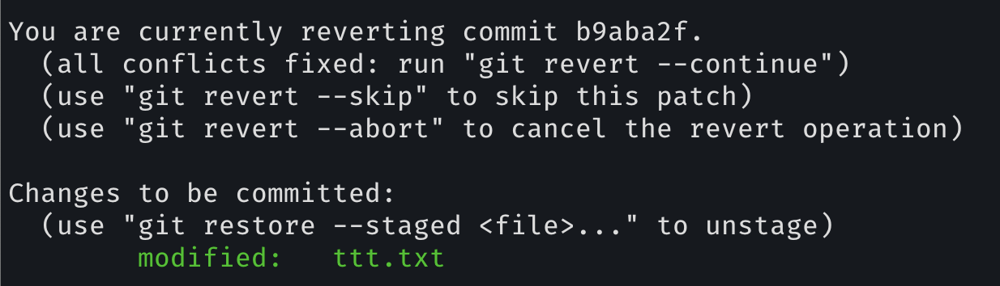 You are currently reverting commit b9aba2f.
  (all conflicts fixed: run "git revert --continue")
  (use "git revert --skip" to skip this patch)
  (use "git revert --abort" to cancel the revert operation)

Changes to be committed:
  (use "git restore --staged <file>..." to unstage)
        modified:   ttt.txt